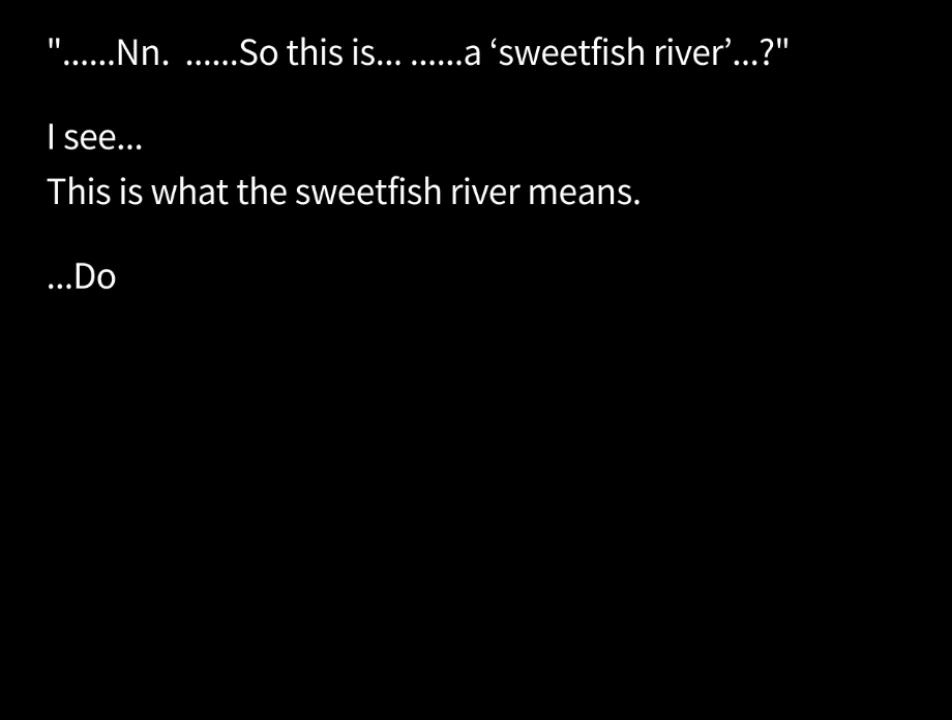 "......Nn.  ......So this is... ......a ‘sweetfish river’...?"
I see...
This is what the sweetfish river means.
...Do